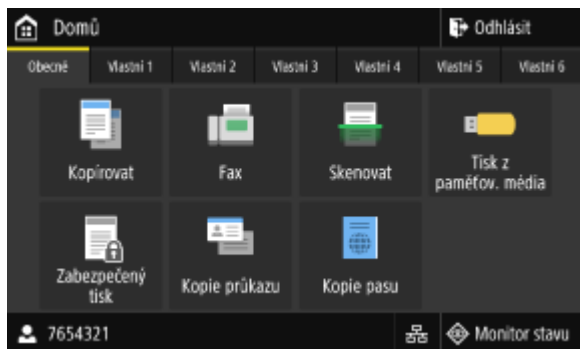 Domů
Odhlásit
Obecné Vlastní 1 Vlastní 2 Vlastní 3 Vlastní 4 Vlastní 5 Vlastní 6
Kopírovat
Fax
Skenovat
Tisk z
paměťov. média
Zabezpečený
tisk
Kopie průkazu
Kopie pasu
7654321
Monitor stavu